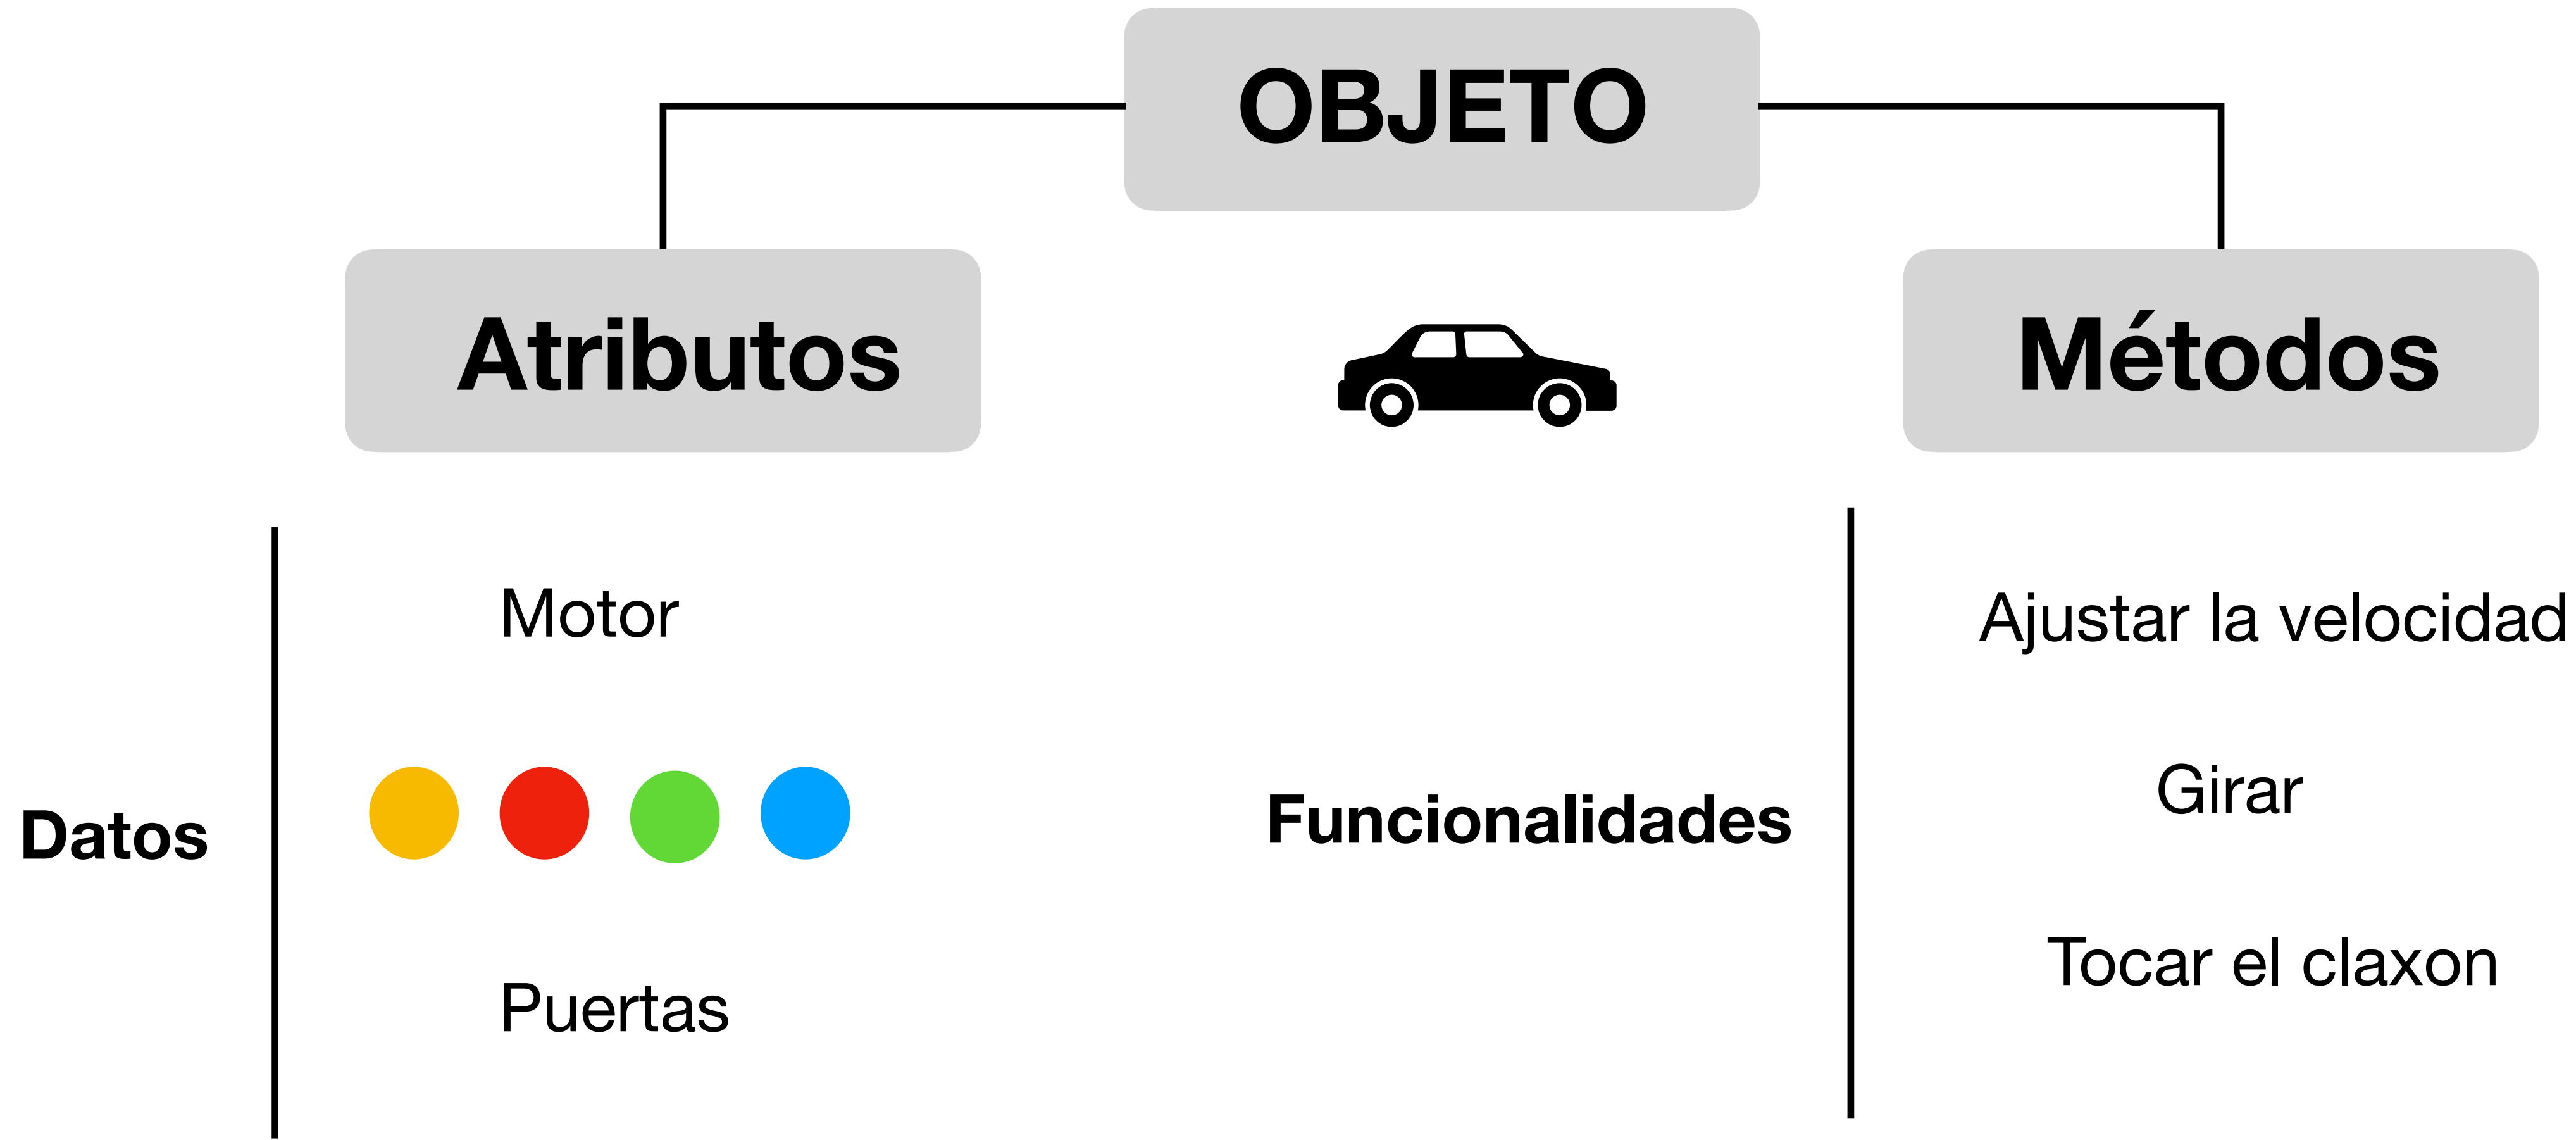 OBJETO
Atributos
Métodos
Datos
Motor
Puertas
Funcionalidades
Ajustar la velocidad
Girar
Tocar el claxon